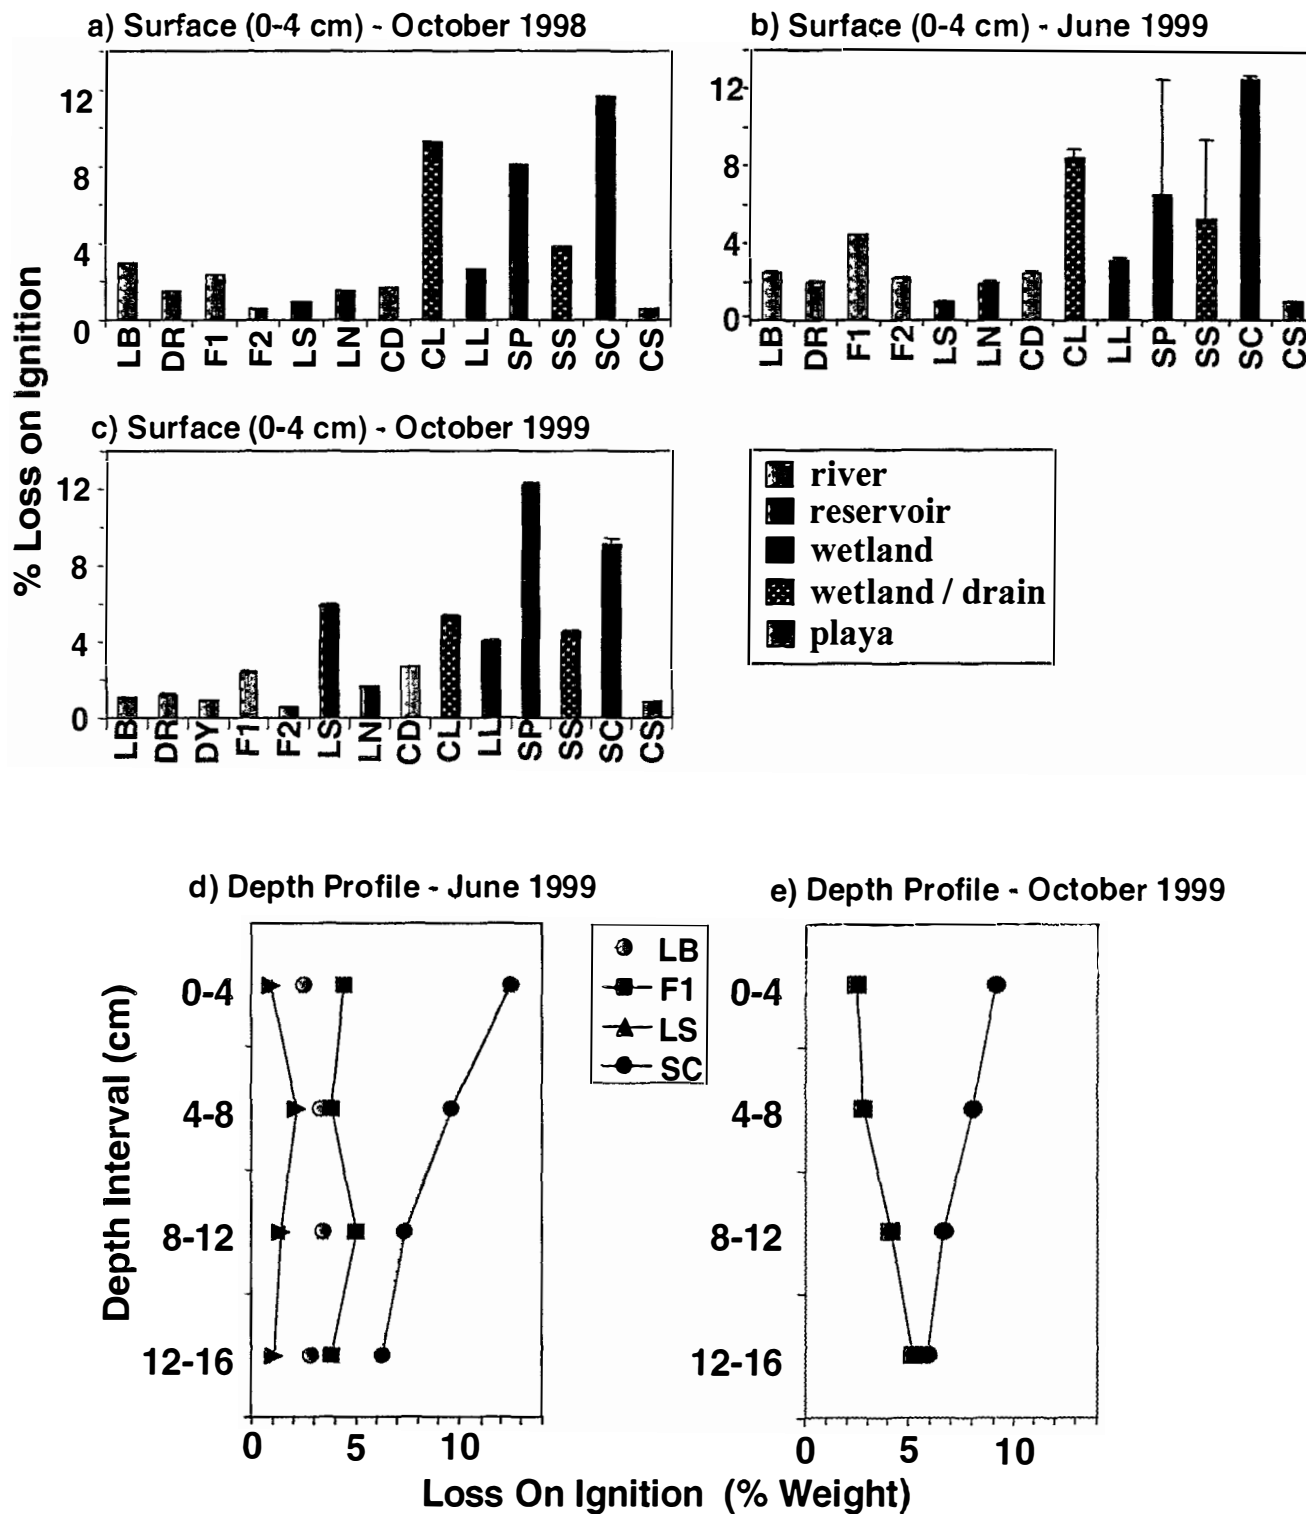 a) Surface (0-4 cm) - October 1998
12
8
4
0
LB DR F1 F2 LS LN CD CL LL SP SS SC CS
b) Surface (0-4 cm) - June 1999
12
8
4
0
LB DR F1 F2 LS LN CD CL LL SP SS SC CS
% Loss on Ignition
c) Surface (0-4 cm) - October 1999
12
8
4
0
LB DR DY F1 F2 LS LN CD CL LL SP SS SC CS
river
reservoir
wetland
wetland / drain
playa
d) Depth Profile - June 1999
Depth Interval (cm)
0-4
4-8
8-12
12-16
0 5 10
LB
F1
LS
SC
e) Depth Profile - October 1999
0-4
4-8
8-12
12-16
0 5 10
Loss On Ignition (% Weight)